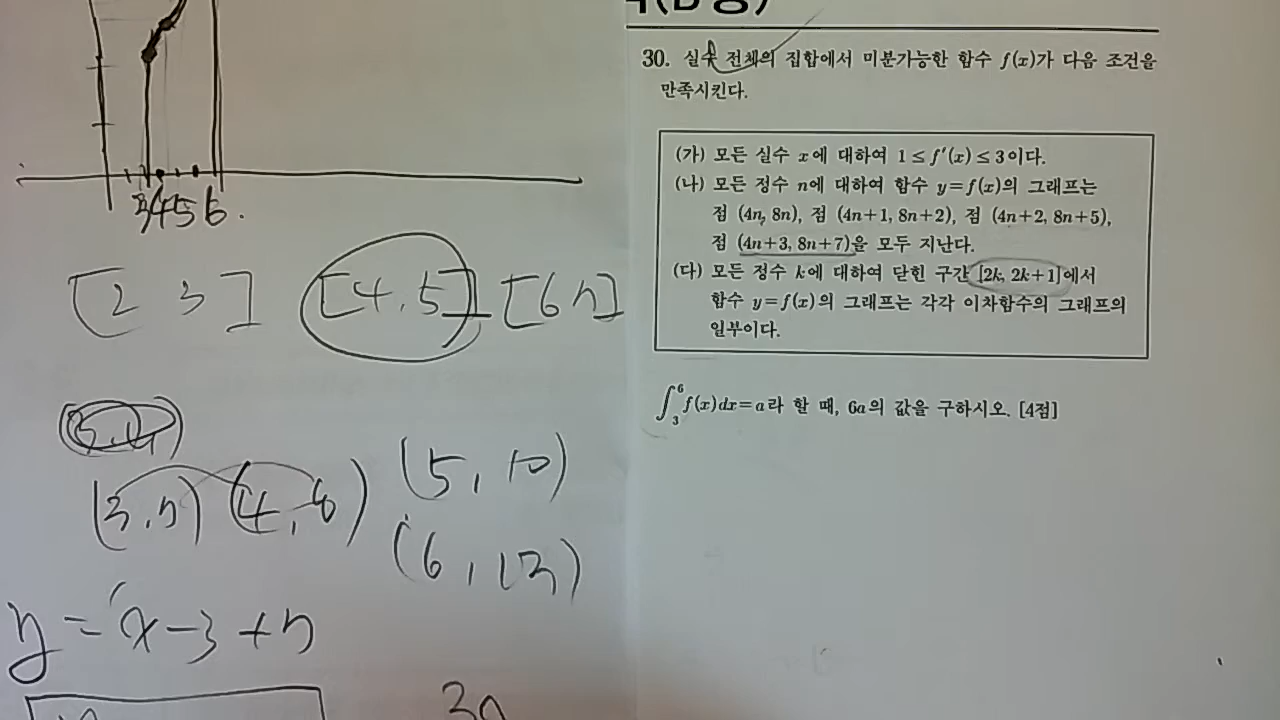 30. 실수 전체의 집합에서 미분가능한 함수 f(x)가 다음 조건을
만족시킨다.
(가) 모든 실수 x에 대하여 1≤f′(x)≤3이다.
(나) 모든 정수 n에 대하여 함수 y=f(x)의 그래프는
점 (4n, 8n), 점 (4n+1, 8n+2), 점 (4n+2, 8n+5),
점 (4n+3, 8n+7)을 모두 지난다.
(다) 모든 정수 k에 대하여 닫힌 구간 [2k, 2k+1]에서
함수 y=f(x)의 그래프는 각각 이차함수의 그래프의
일부이다.
∫₃⁶ f(x)dx=a라 할 때, 6a의 값을 구하시오. [4점]
3 4 5 6
[2 3] [4, 5] [6 7]
(3, 7) (4, 8) (5, 10)
(6, 13)
y = x-3+7